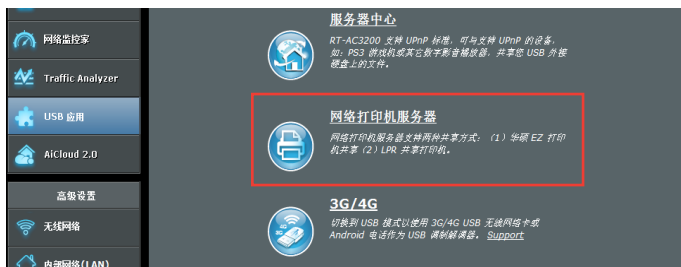 服务器中心
RT-AC3200 支持 UPnP 标准，可与支持 UPnP 的设备，
如：PS3 游戏机或其它数字影音播放器，共享您 USB 外接
硬盘上的文件。
网络监控家
Traffic Analyzer
USB 应用
网络打印机服务器
网络打印机服务器支持两种共享方式：（1）华硕 EZ 打印
机共享（2）LPR 共享打印机。
AiCloud 2.0
高级设置
3G/4G
切换到 USB 模式以使用 3G/4G USB 无线网络卡或
Android 电话作为 USB 调制解调器。 Support
无线网络
内部网络(LAN)